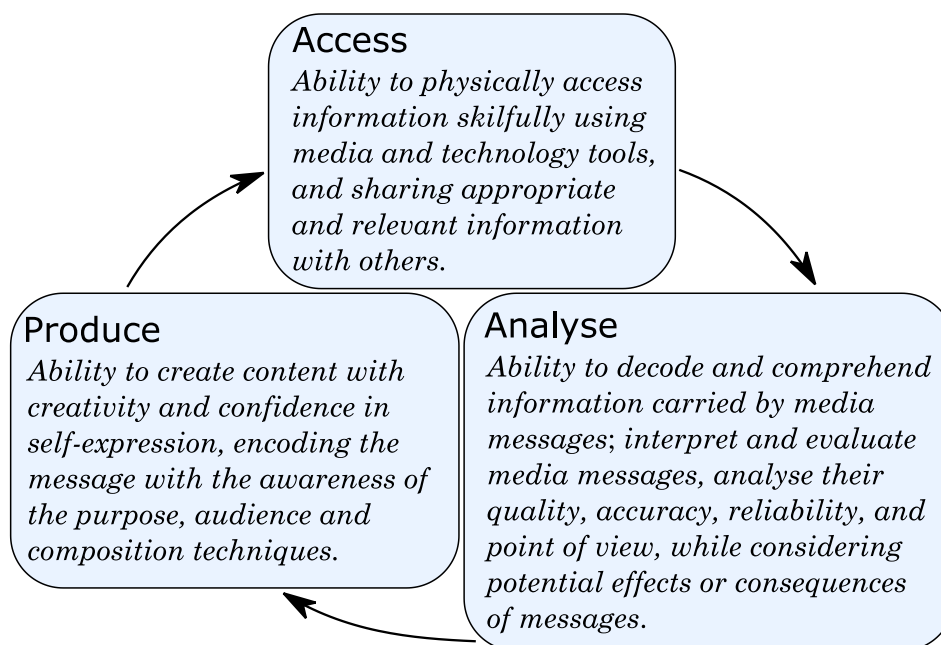 Access
Ability to physically access
information skilfully using
media and technology tools,
and sharing appropriate
and relevant information
with others.
Produce
Ability to create content with
creativity and confidence in
self-expression, encoding the
message with the awareness of
the purpose, audience and
composition techniques.
Analyse
Ability to decode and comprehend
information carried by media
messages; interpret and evaluate
media messages, analyse their
quality, accuracy, reliability, and
point of view, while considering
potential effects or consequences
of messages.